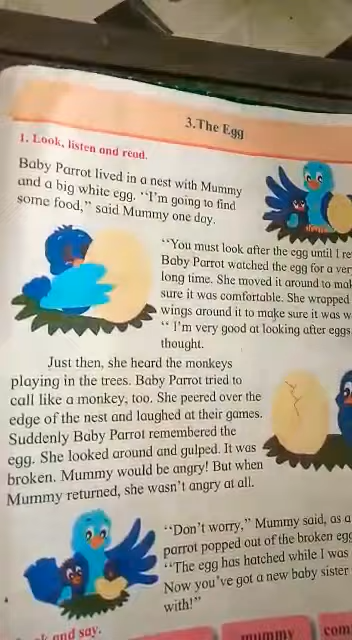 3.The Egg
1. Look, listen and read.
Baby Parrot lived in a nest with Mummy
and a big white egg. “I’m going to find
some food,” said Mummy one day.
“You must look after the egg until I
Baby Parrot watched the egg for a
long time. She moved it around to
sure it was comfortable. She wrapped
wings around it to make sure it was
“ I’m very good at looking after eggs
thought.
Just then, she heard the monkeys
playing in the trees. Baby Parrot tried to
call like a monkey, too. She peered over the
edge of the nest and laughed at their games.
Suddenly Baby Parrot remembered the
egg. She looked around and gulped. It was
broken. Mummy would be angry! But when
Mummy returned, she wasn’t angry at all.
“Don’t worry,” Mummy said, as a
parrot popped out of the broken
“The egg has hatched while I was
Now you’ve got a new baby sister
with!”
and say.
mummy